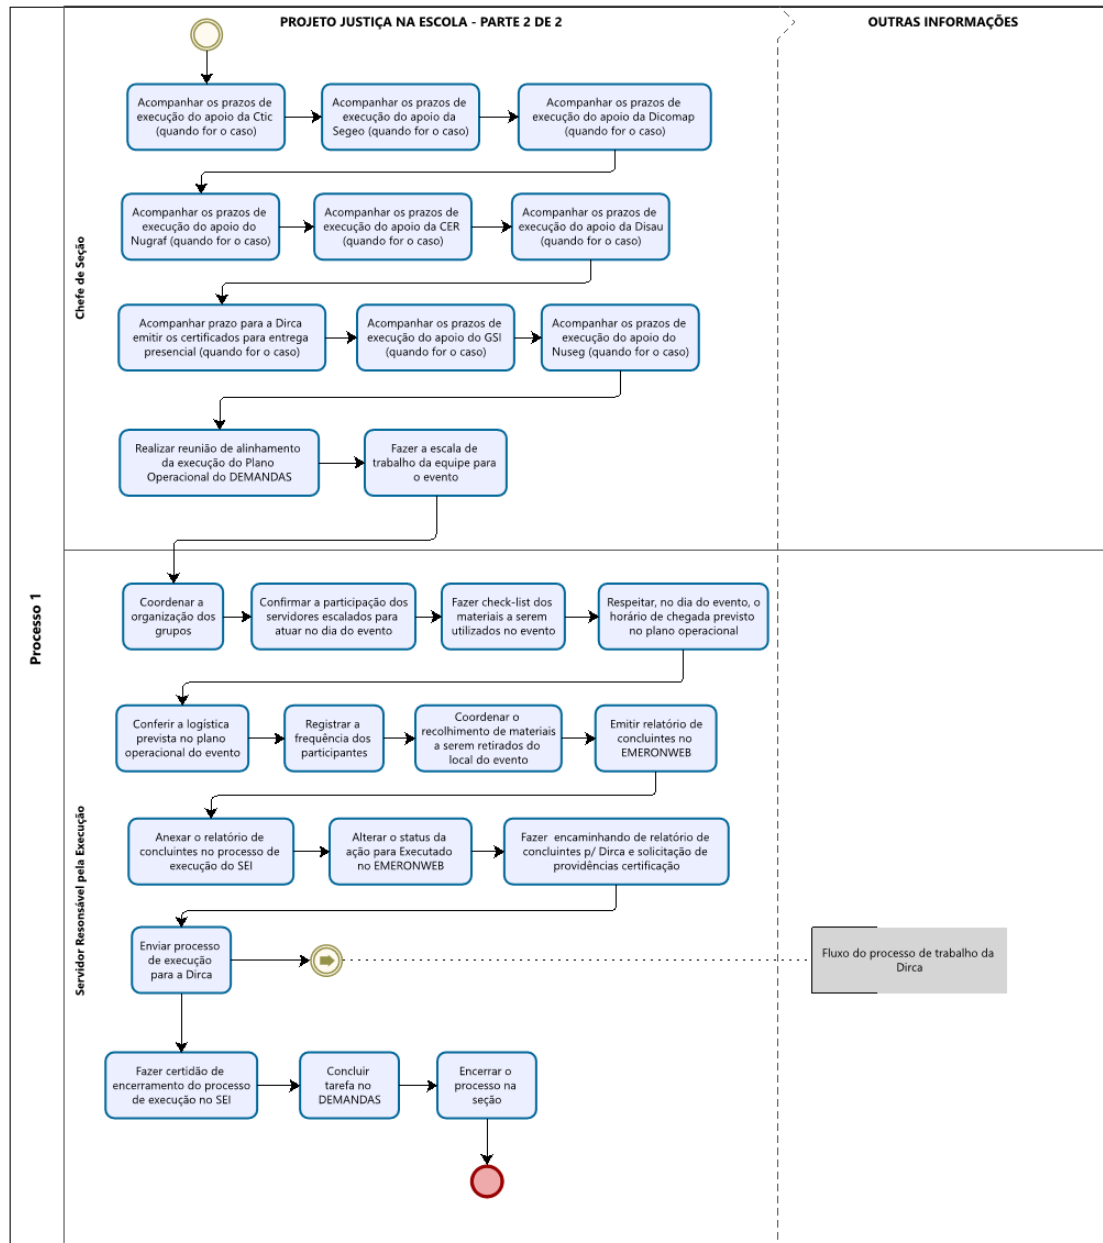 PROJETO JUSTIÇA NA ESCOLA - PARTE 2 DE 2
OUTRAS INFORMAÇÕES
Processo 1
Chefe de Seção
Acompanhar os prazos de
execução do apoio da Ctic
(quando for o caso)
Acompanhar os prazos de
execução do apoio da
Segeo (quando for o caso)
Acompanhar os prazos de
execução do apoio da Dicomap
(quando for o caso)
Acompanhar os prazos de
execução do apoio do
Nugraf (quando for o caso)
Acompanhar os prazos de
execução do apoio da CER
(quando for o caso)
Acompanhar os prazos de
execução do apoio da Disau
(quando for o caso)
Acompanhar prazo para a Dirca
emitir os certificados para entrega
presencial (quando for o caso)
Acompanhar os prazos de
execução do apoio do GSI
(quando for o caso)
Acompanhar os prazos de
execução do apoio do
Nuseg (quando for o caso)
Realizar reunião de alinhamento
da execução do Plano
Operacional do DEMANDAS
Fazer a escala de
trabalho da equipe para
o evento
Servidor Resonsável pela Execução
Coordenar a
organização dos
grupos
Confirmar a participação dos
servidores escalados para
atuar no dia do evento
Fazer check-list dos
materiais a serem
utilizados no evento
Respeitar, no dia do evento, o
horário de chegada previsto
no plano operacional
Conferir a logística
prevista no plano
operacional do evento
Registrar a
frequência dos
participantes
Coordenar o
recolhimento de materiais
a serem retirados do
local do evento
Emitir relatório de
concluintes no
EMERONWEB
Anexar o relatório de
concluintes no processo de
execução do SEI
Alterar o status da
ação para Executado
no EMERONWEB
Fazer  encaminhando de relatório de
concluintes p/ Dirca e solicitação de
providências certificação
Enviar processo
de execução
para a Dirca
Fluxo do processo de trabalho da
Dirca
Fazer certidão de
encerramento do processo
de execução no SEI
Concluir
tarefa no
DEMANDAS
Encerrar o
processo na
seção